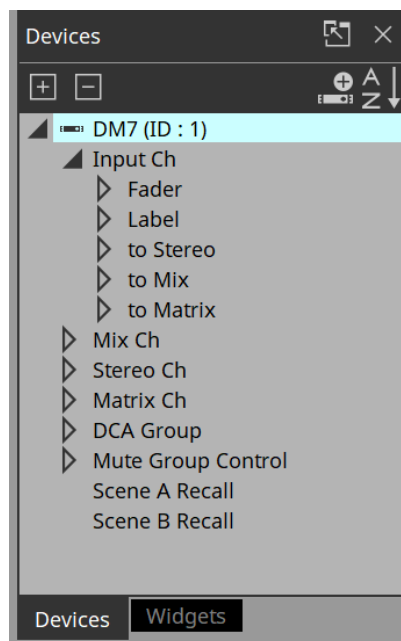 Devices
A
Z
DM7 (ID : 1)
Input Ch
Fader
Label
to Stereo
to Mix
to Matrix
Mix Ch
Stereo Ch
Matrix Ch
DCA Group
Mute Group Control
Scene A Recall
Scene B Recall
Devices Widgets